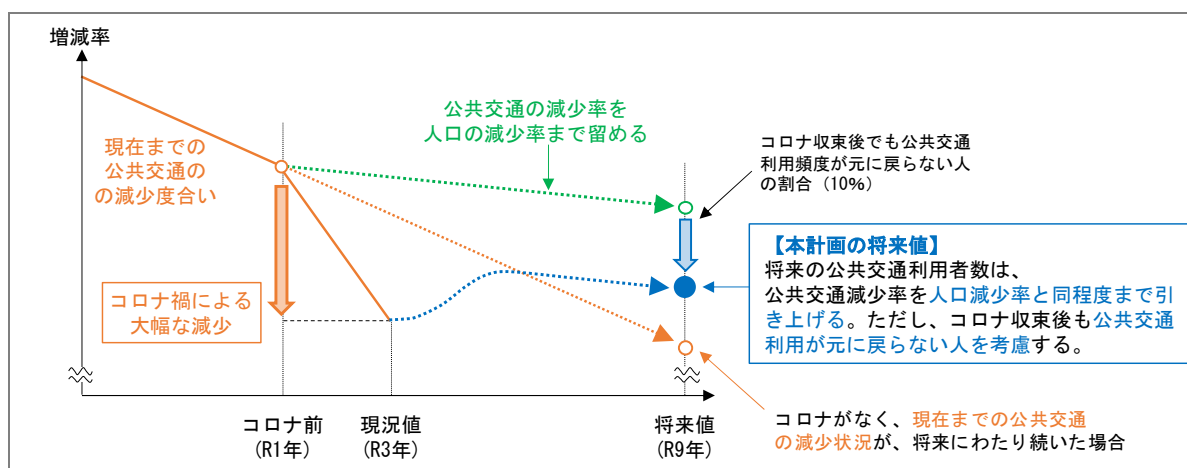 増減率
公共交通の減少率を
人口の減少率まで留める
コロナ収束後でも公共交通
利用頻度が元に戻らない人
の割合（10%）
現在までの
公共交通の
の減少度合い
【本計画の将来値】
将来の公共交通利用者数は、
公共交通減少率を人口減少率と同程度まで引
き上げる。ただし、コロナ収束後も公共交通
利用が元に戻らない人を考慮する。
コロナ禍による
大幅な減少
コロナ前
(R1年)
現況値
(R3年)
将来値
(R9年)
コロナがなく、現在までの公共交通
の減少状況が、将来にわたり続いた場合